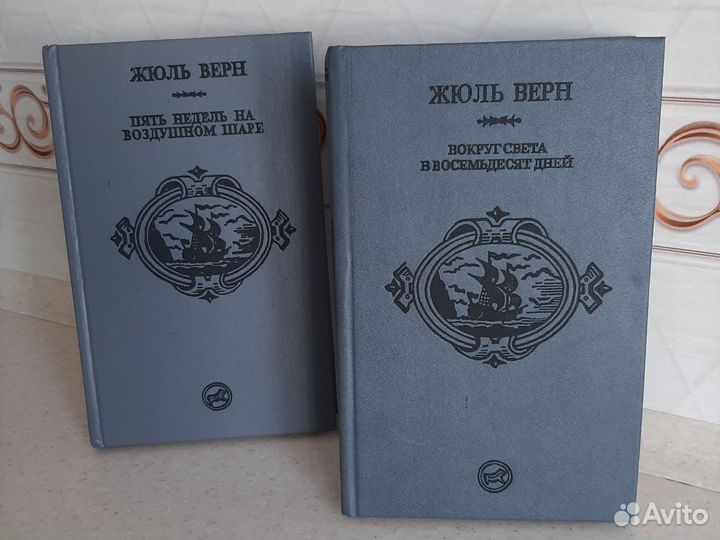 ЖЮЛЬ ВЕРН
ПЯТЬ НЕДЕЛЬ НА
ВОЗДУШНОМ ШАРЕ
ЖЮЛЬ ВЕРН
ВОКРУГ СВЕТА
В ВОСЕМЬДЕСЯТ ДНЕЙ
Avito